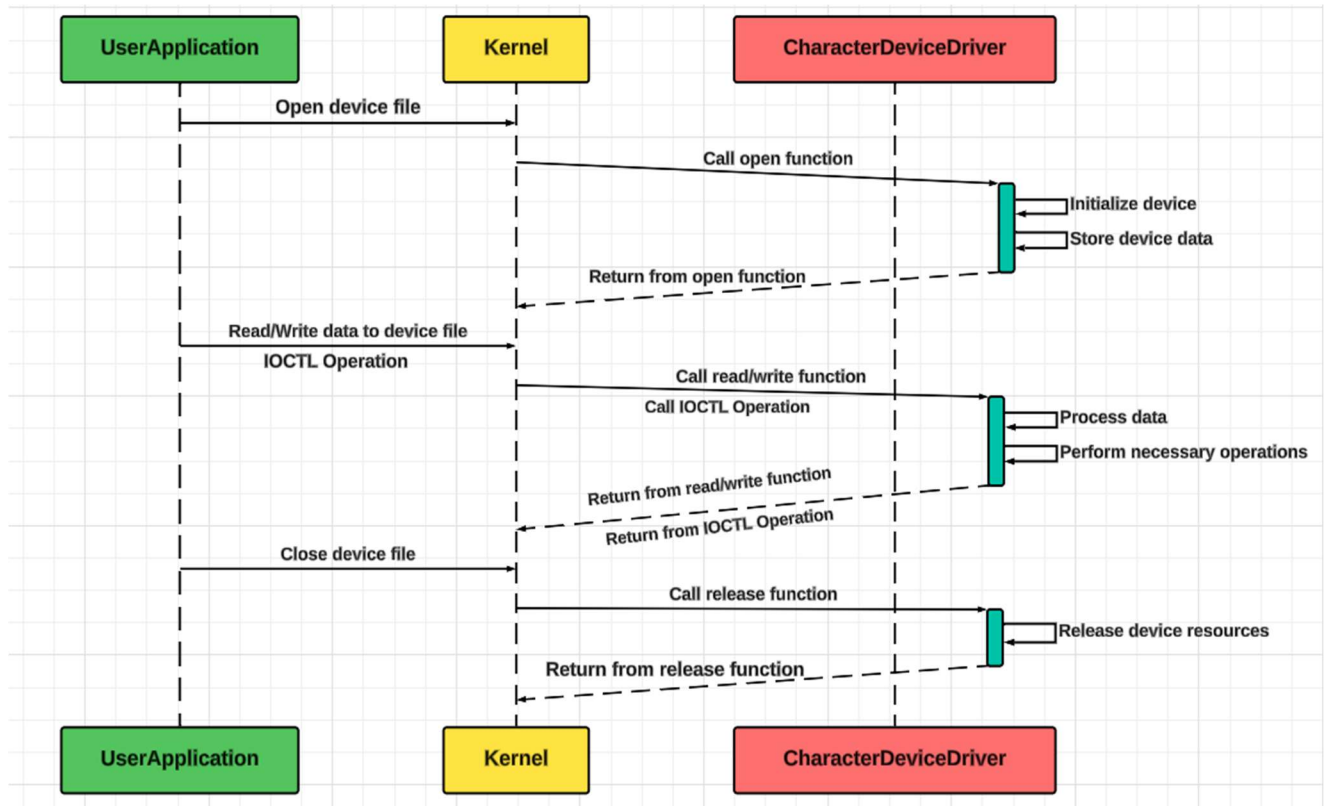 UserApplication
Kernel
CharacterDeviceDriver
Open device file
Call open function
Initialize device
Store device data
Return from open function
Read/Write data to device file
IOCTL Operation
Call read/write function
Call IOCTL Operation
Process data
Perform necessary operations
Return from read/write function
Return from IOCTL Operation
Close device file
Call release function
Release device resources
Return from release function
UserApplication
Kernel
CharacterDeviceDriver